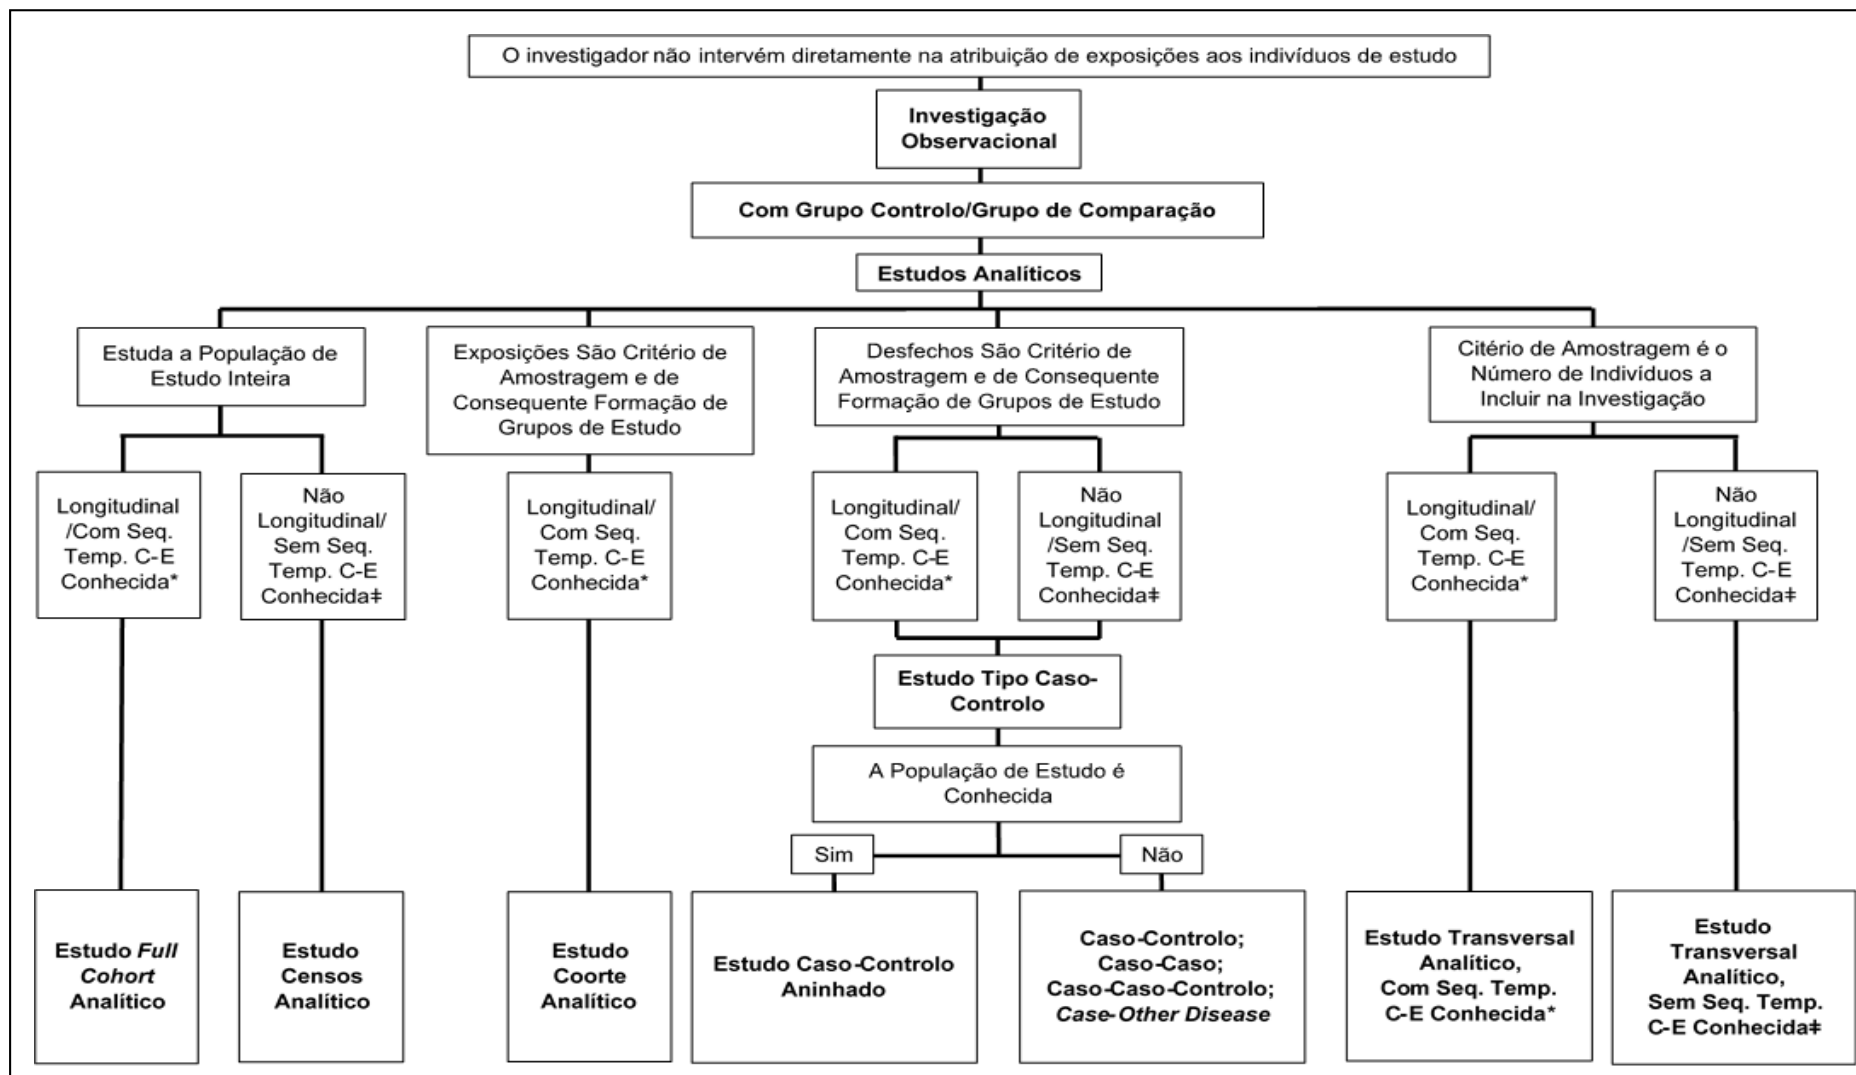 O investigador não intervém diretamente na atribuição de exposições aos indivíduos de estudo
Investigação
Observacional
Com Grupo Controlo/Grupo de Comparação
Estudos Analíticos
Estuda a População de
Estudo Inteira
Exposições São Critério de
Amostragem e de
Consequente Formação de
Grupos de Estudo
Desfechos São Critério de
Amostragem e de Consequente
Formação de Grupos de Estudo
Citério de Amostragem é o
Número de Indivíduos a
Incluir na Investigação
Longitudinal
/Com Seq.
Temp. C-E
Conhecida*
Não
Longitudinal/
Sem Seq.
Temp. C-E
Conhecida‡
Longitudinal/
Com Seq.
Temp. C-E
Conhecida*
Longitudinal/
Com Seq.
Temp. C-E
Conhecida*
Não
Longitudinal
/Sem Seq.
Temp. C-E
Conhecida‡
Longitudinal/
Com Seq.
Temp. C-E
Conhecida*
Não
Longitudinal
/Sem Seq.
Temp. C-E
Conhecida‡
Estudo Tipo Caso-
Controlo
A População de Estudo é
Conhecida
Sim
Não
Estudo Full
Cohort
Analítico
Estudo
Censos
Analítico
Estudo
Coorte
Analítico
Estudo Caso-Controlo
Aninhado
Caso-Controlo;
Caso-Caso;
Caso-Caso-Controlo;
Case-Other Disease
Estudo Transversal
Analítico,
Com Seq. Temp.
C-E Conhecida*
Estudo
Transversal
Analítico,
Sem Seq. Temp.
C-E Conhecida‡